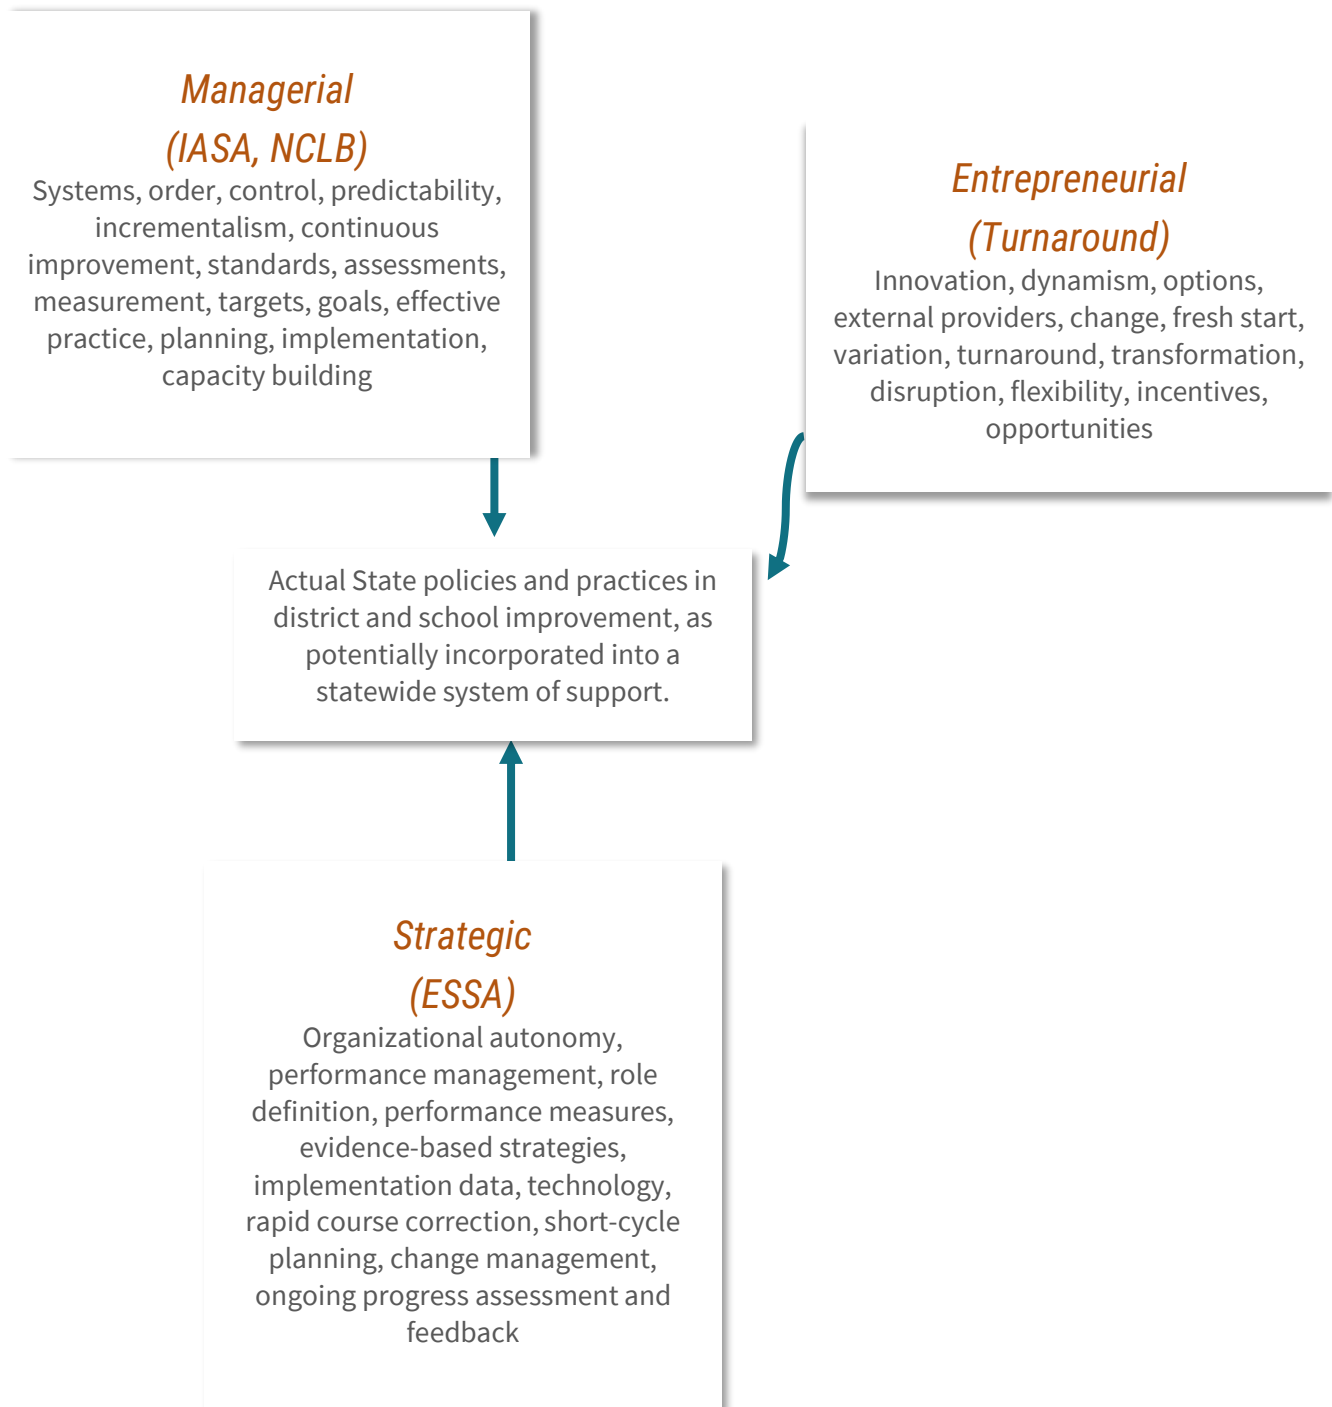 Managerial
(IASA, NCLB)
Systems, order, control, predictability,
incrementalism, continuous
improvement, standards, assessments,
measurement, targets, goals, effective
practice, planning, implementation,
capacity building
Entrepreneurial
(Turnaround)
Innovation, dynamism, options,
external providers, change, fresh start,
variation, turnaround, transformation,
disruption, flexibility, incentives,
opportunities
Actual State policies and practices in
district and school improvement, as
potentially incorporated into a
statewide system of support.
Strategic
(ESSA)
Organizational autonomy,
performance management, role
definition, performance measures,
evidence-based strategies,
implementation data, technology,
rapid course correction, short-cycle
planning, change management,
ongoing progress assessment and
feedback